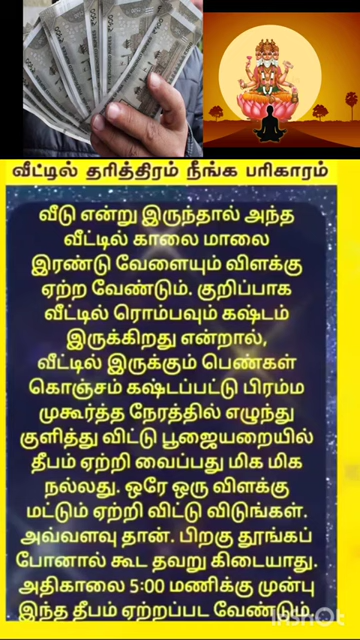 வீட்டில் தரித்திரம் நீங்க பரிகாரம்
வீடு என்று இருந்தால் அந்த
வீட்டில் காலை மாலை
இரண்டு வேளையும் விளக்கு
ஏற்ற வேண்டும். குறிப்பாக
வீட்டில் ரொம்பவும் கஷ்டம்
இருக்கிறது என்றால்,
வீட்டில் இருக்கும் பெண்கள்
கொஞ்சம் கஷ்டப்பட்டு பிரம்ம
முகூர்த்த நேரத்தில் எழுந்து
குளித்து விட்டு பூஜையறையில்
தீபம் ஏற்றி வைப்பது மிக மிக
நல்லது. ஒரே ஒரு விளக்கு
மட்டும் ஏற்றி விட்டு விடுங்கள்.
அவ்வளவு தான். பிறகு தூங்கப்
போனால் கூட தவறு கிடையாது.
அதிகாலை 5:00 மணிக்கு முன்பு
இந்த தீபம் ஏற்றப்பட வேண்டும்.
InShOt